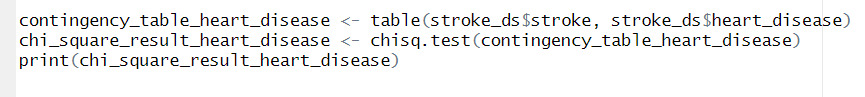 contingency_table_heart_disease <- table(stroke_ds$stroke, stroke_ds$heart_disease)
chi_square_result_heart_disease <- chisq.test(contingency_table_heart_disease)
print(chi_square_result_heart_disease)